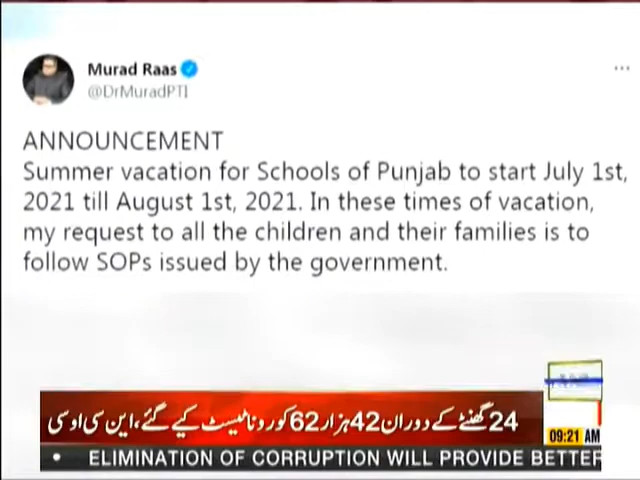 Murad Raas
@DrMuradPTI
ANNOUNCEMENT
Summer vacation for Schools of Punjab to start July 1st,
2021 till August 1st, 2021. In these times of vacation,
my request to all the children and their families is to
follow SOPs issued by the government.
24 گھنٹے کے دوران 42 ہزار 62 کورونا ٹیسٹ کیے گئے، این سی او سی
09:21 AM
• ELIMINATION OF CORRUPTION WILL PROVIDE BETTER